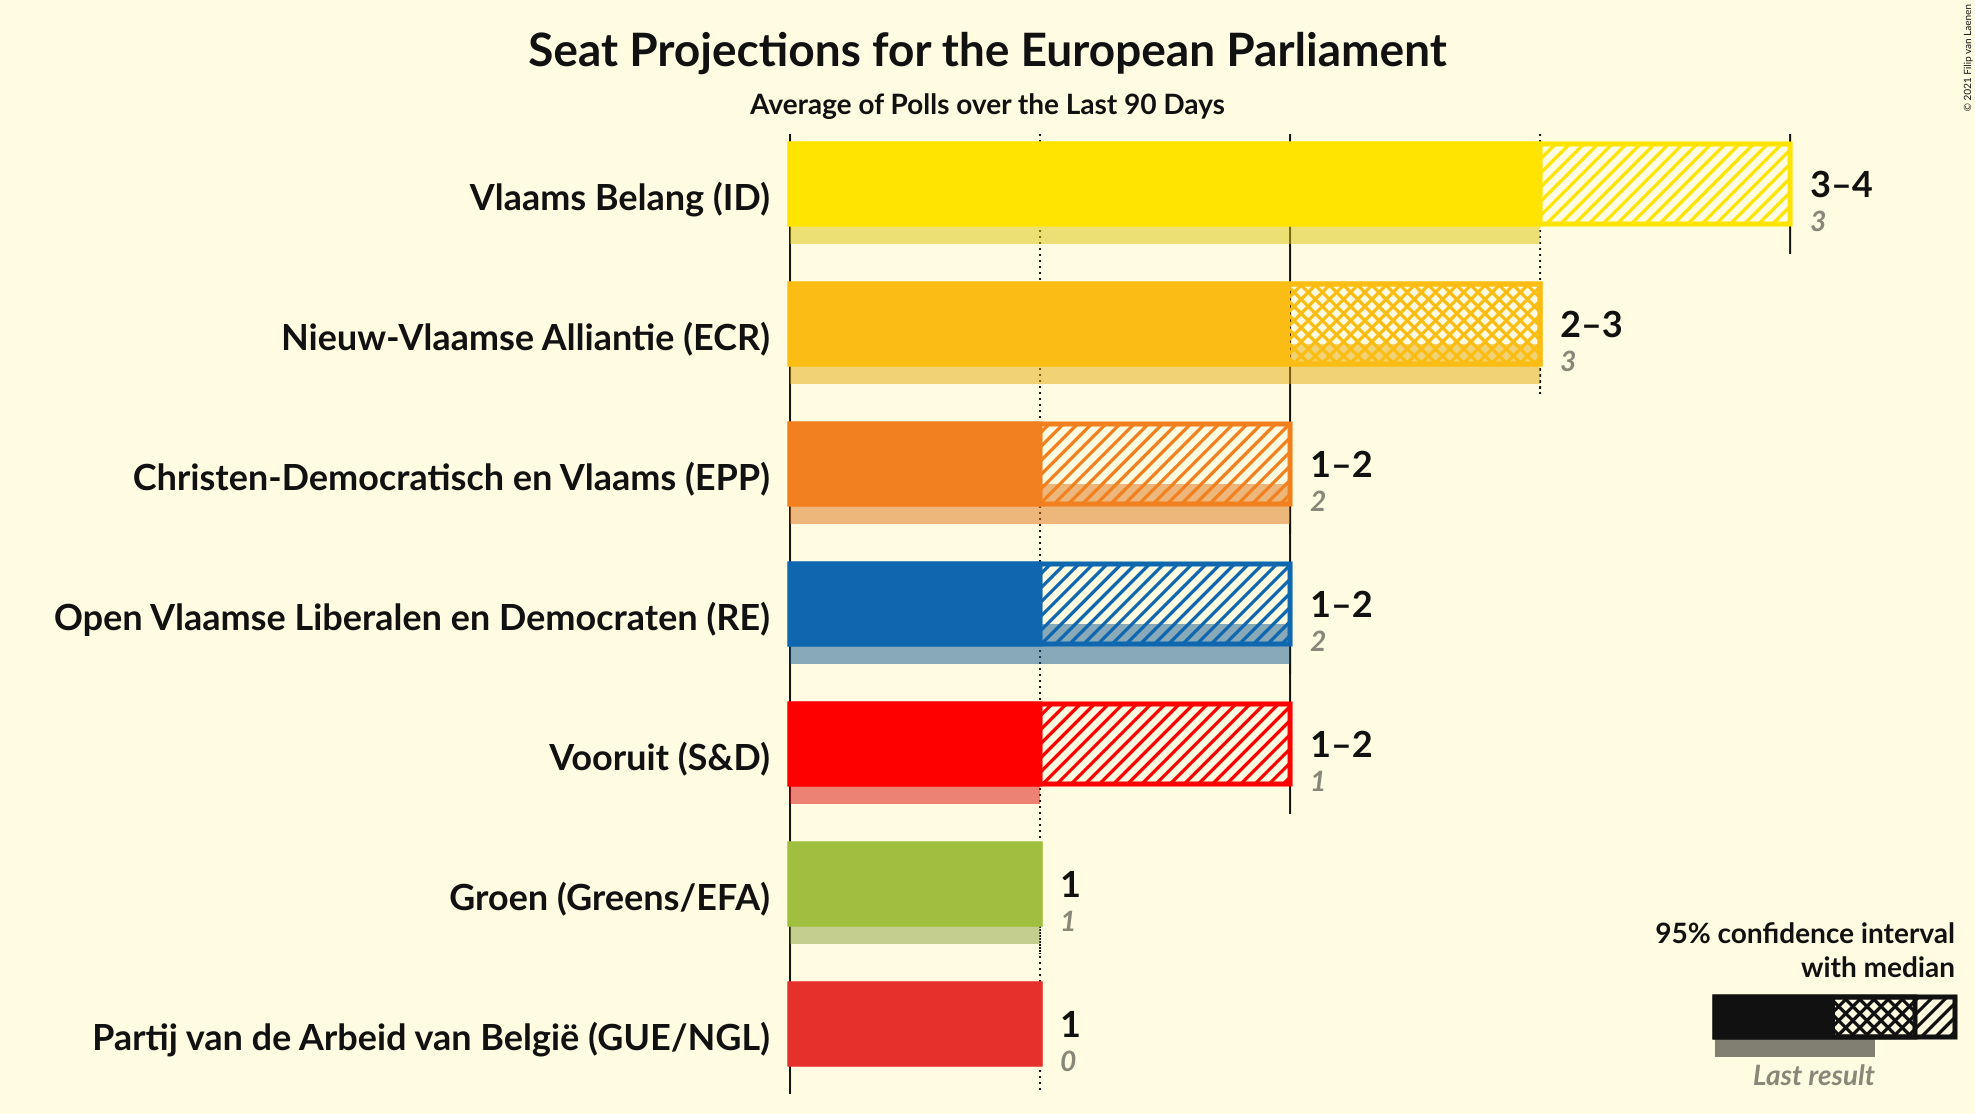 Seat Projections for the European Parliament
Average of Polls over the Last 90 Days
© 2021 Filip van Laenen
Vlaams Belang (ID)
3–4
3
Nieuw-Vlaamse Alliantie (ECR)
2–3
3
Christen-Democratisch en Vlaams (EPP)
1–2
2
Open Vlaamse Liberalen en Democraten (RE)
1–2
2
Vooruit (S&D)
1–2
1
Groen (Greens/EFA)
1
1
Partij van de Arbeid van België (GUE/NGL)
1
0
95% confidence interval
with median
Last result